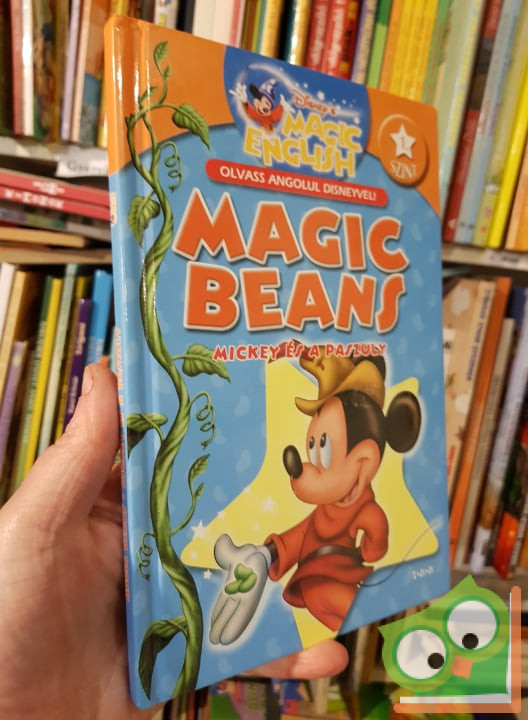 Disney's
MAGIC
ENGLISH
OLVASS ANGOLUL DISNEYVEL!
1
SZINT
MAGIC
BEANS
MICKEY ÉS A PASZULY